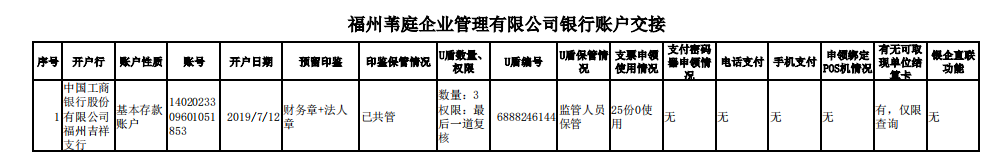 福州苇庭企业管理有限公司银行账户交接
序号 开户行 账户性质 账号 开户日期 预留印鉴 印鉴保管情况 U盾数量、权限 U盾编号 U盾保管情况 支票申领使用情况 支付密码器申领情况 电话支付 手机支付 申领绑定POS机情况 有无可取现单位结算卡 银企直联功能
1 中国工商银行股份有限公司福州吉祥支行 基本存款账户 1402023309601051853 2019/7/12 财务章+法人章 已共管 数量：3 权限：最后一道复核 6888246144 监管人员保管 25份0使用 无 无 无 无 有，仅限查询 无